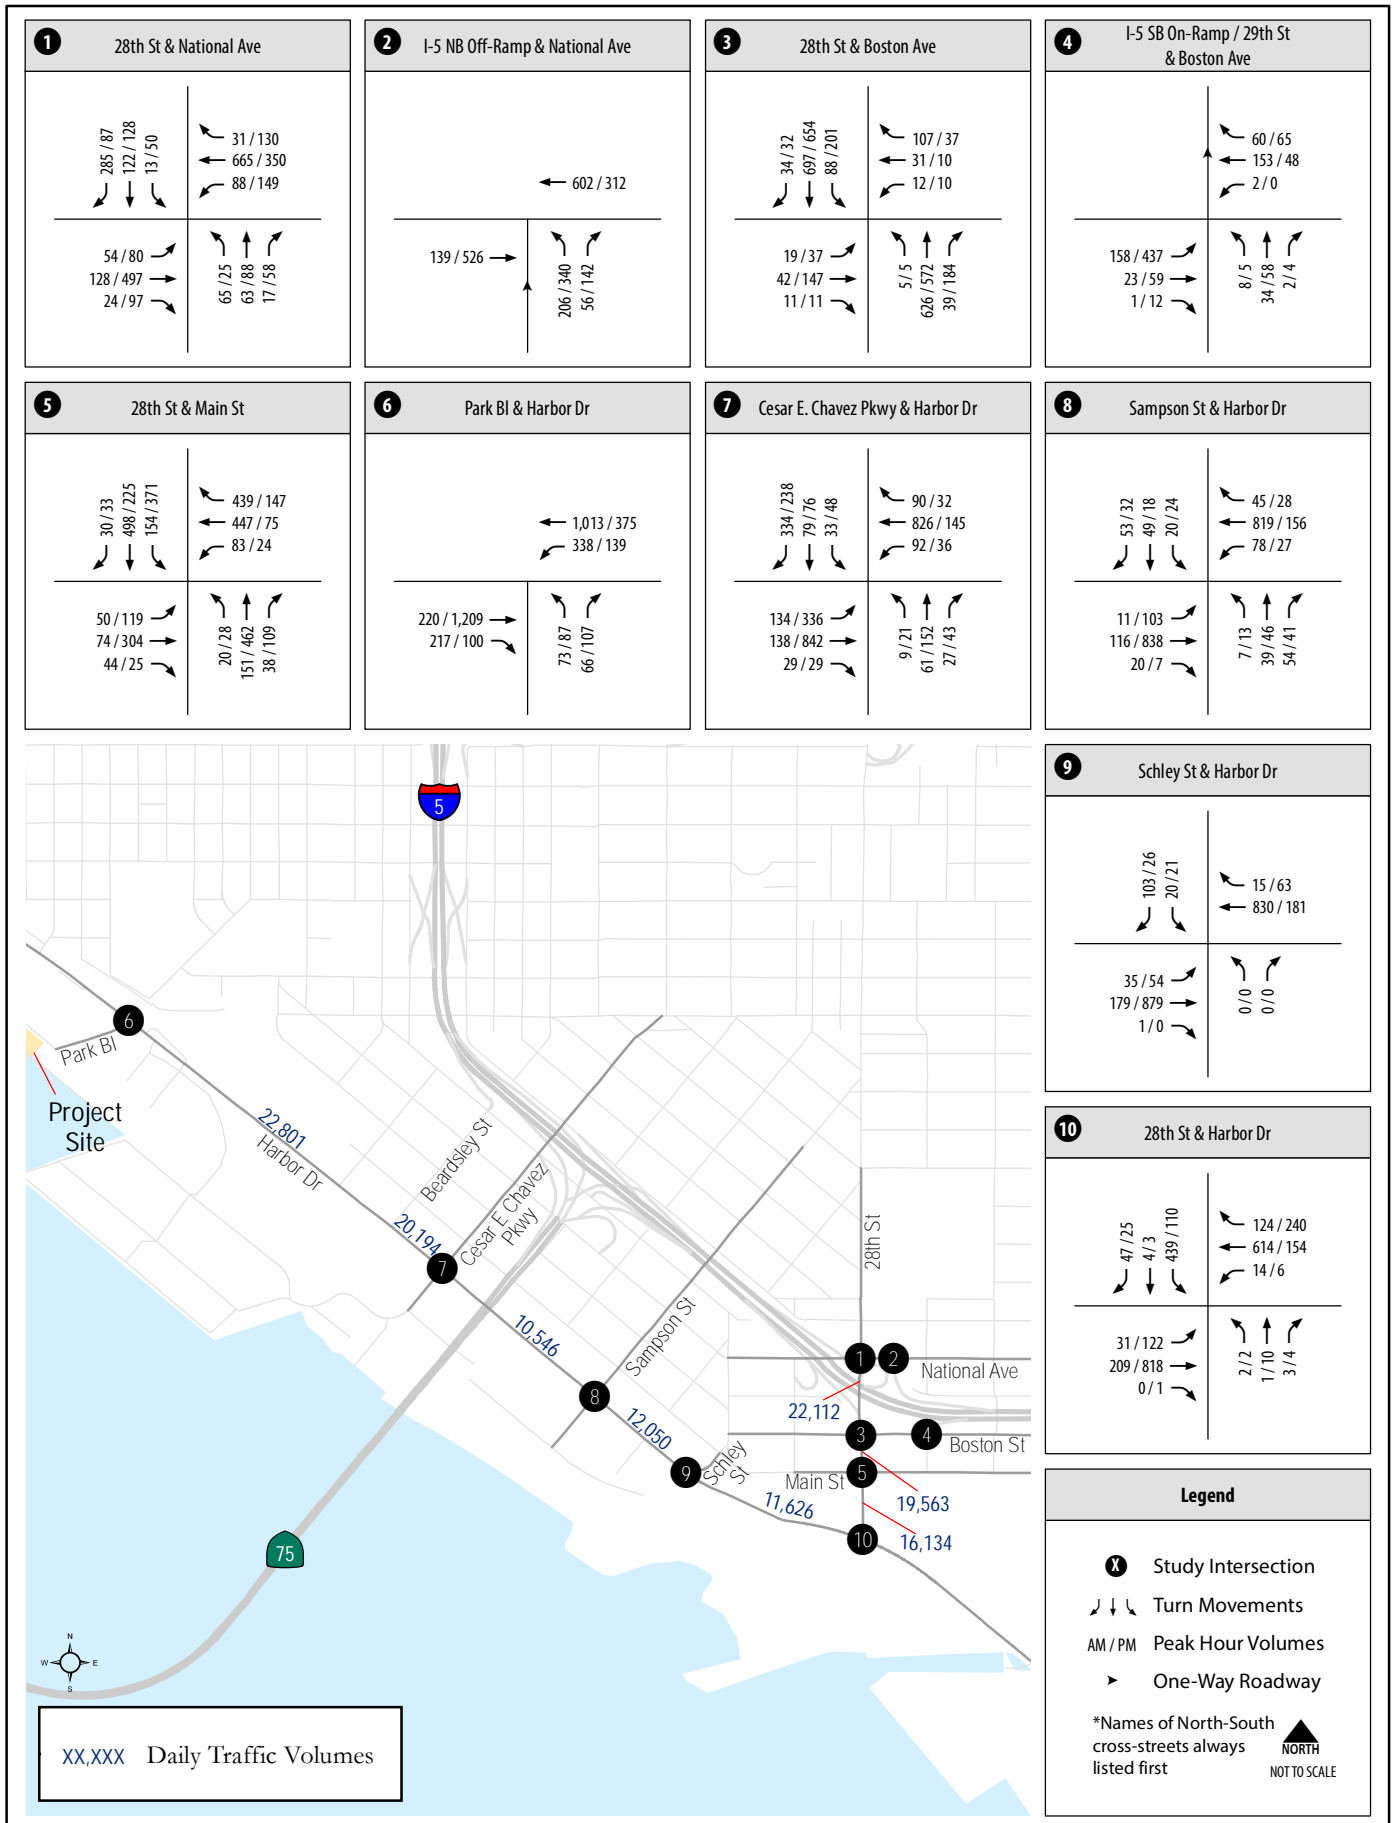 1
28th St & National Ave
285 / 87
122 / 128
13 / 50
31 / 130
665 / 350
88 / 149
54 / 80
128 / 497
24 / 97
65 / 25
63 / 88
17 / 58
2
I-5 NB Off-Ramp & National Ave
602 / 312
139 / 526
206 / 340
56 / 142
3
28th St & Boston Ave
34 / 32
697 / 654
88 / 201
107 / 37
31 / 10
12 / 10
19 / 37
42 / 147
11 / 11
5 / 5
626 / 572
39 / 184
4
I-5 SB On-Ramp / 29th St
& Boston Ave
60 / 65
153 / 48
2 / 0
158 / 437
23 / 59
1 / 12
8 / 5
34 / 58
2 / 4
5
28th St & Main St
30 / 33
498 / 225
154 / 371
439 / 147
447 / 75
83 / 24
50 / 119
74 / 304
44 / 25
20 / 28
151 / 462
38 / 109
6
Park Bl & Harbor Dr
1,013 / 375
338 / 139
220 / 1,209
217 / 100
73 / 87
66 / 107
7
Cesar E. Chavez Pkwy & Harbor Dr
334 / 238
79 / 76
33 / 48
90 / 32
826 / 145
92 / 36
134 / 336
138 / 842
29 / 29
9 / 21
61 / 152
27 / 43
8
Sampson St & Harbor Dr
53 / 32
49 / 18
20 / 24
45 / 28
819 / 156
78 / 27
11 / 103
116 / 838
20 / 7
7 / 13
39 / 46
54 / 41
9
Schley St & Harbor Dr
103 / 26
20 / 21
15 / 63
830 / 181
35 / 54
179 / 879
1 / 0
0 / 0
0 / 0
10
28th St & Harbor Dr
47 / 25
4 / 3
439 / 110
124 / 240
614 / 154
14 / 6
31 / 122
209 / 818
0 / 1
2 / 2
1 / 10
3 / 4
5
6
Park Bl
Project
Site
22,801
Harbor Dr
Beardsley St
20,194
Cesar E Chavez
Pkwy
7
28th St
10,546
Sampson St
1
2
National Ave
8
22,112
12,050
3
4
Boston St
9
Schley
St
Main St
5
11,626
19,563
10
16,134
75
N
W
E
S
XX,XXX Daily Traffic Volumes
Legend
X Study Intersection
Turn Movements
AM / PM Peak Hour Volumes
One-Way Roadway
*Names of North-South
cross-streets always
listed first
NORTH
NOT TO SCALE